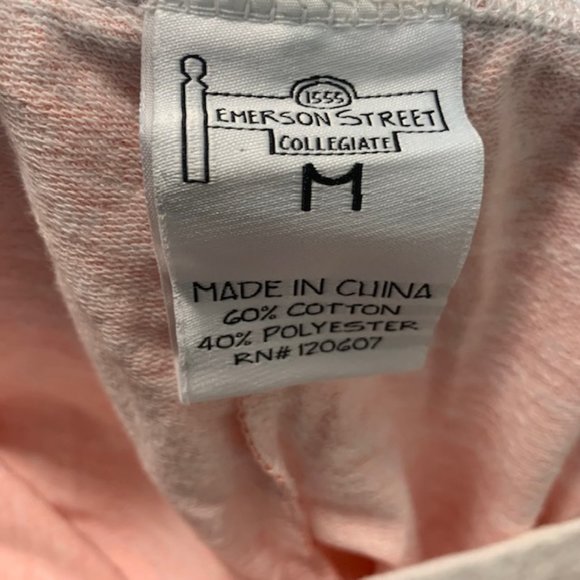 1555
EMERSON STREET
COLLEGIATE
M
MADE IN CHINA
60% COTTON
40% POLYESTER
RN# 120607